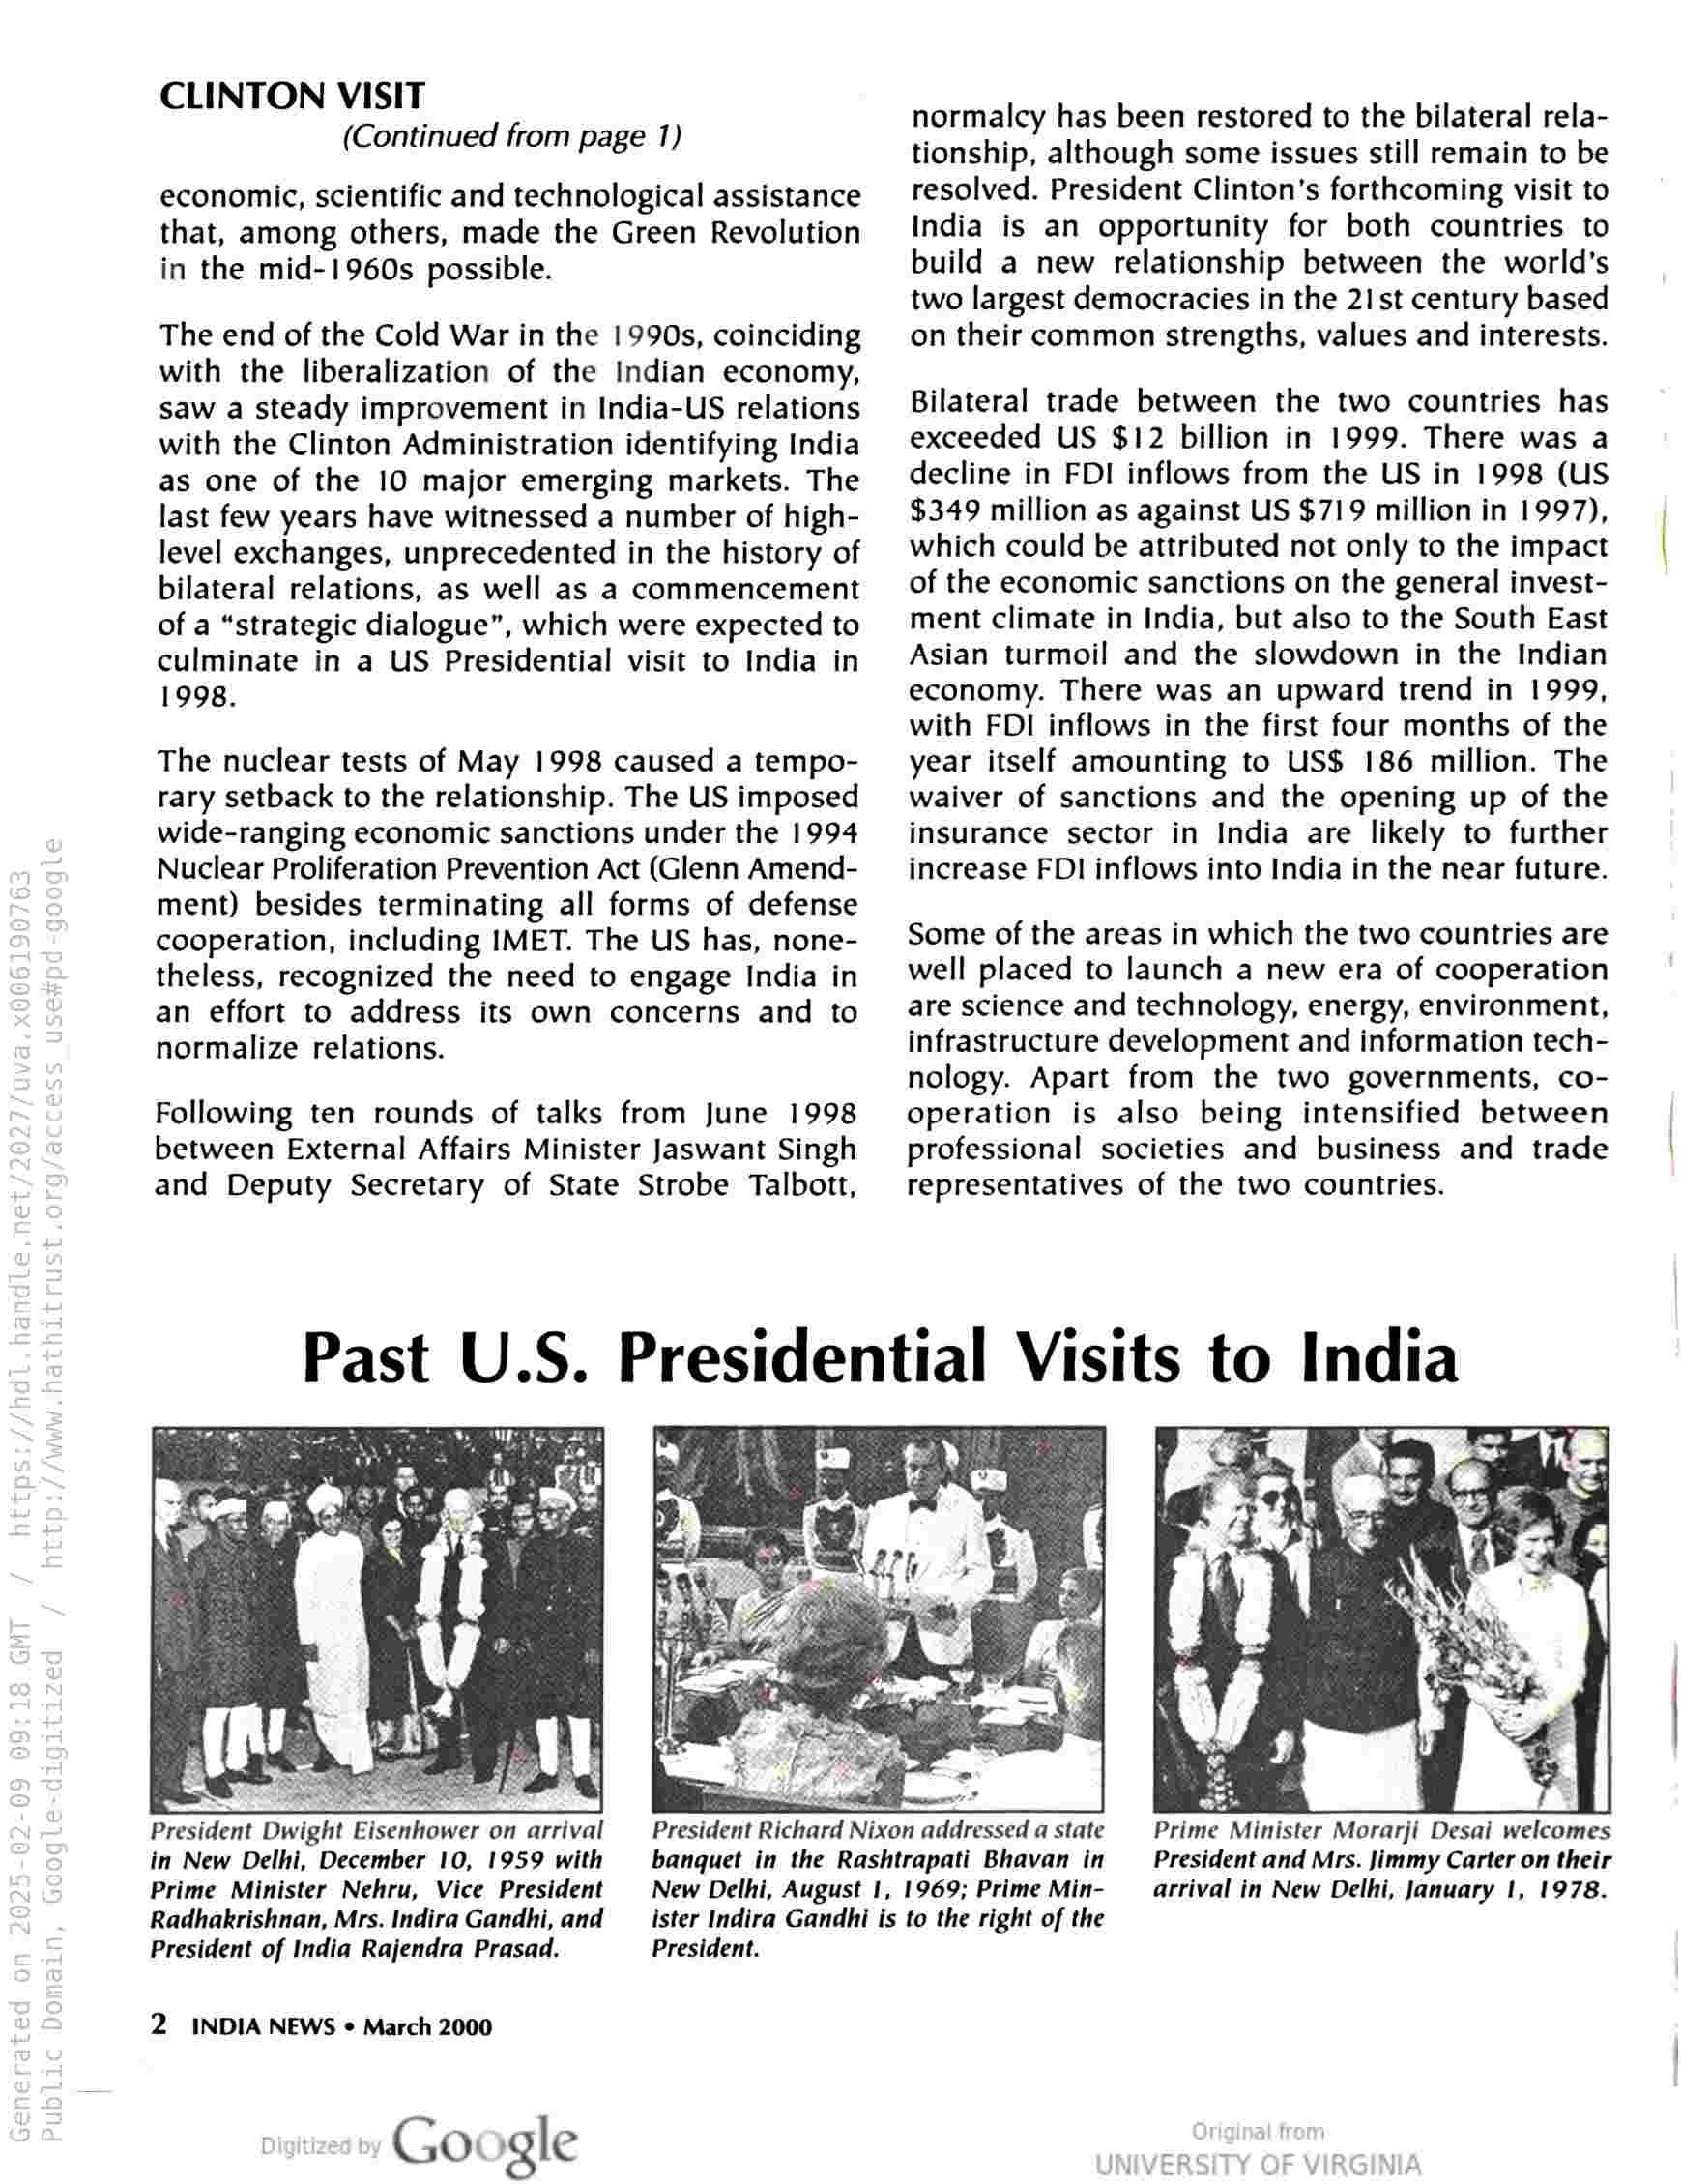 CLINTON VISIT
(Continued from page 1)
economic, scientific and technological assistance
that, among others, made the Green Revolution
in the mid-1960s possible.
The end of the Cold War in the 1990s, coinciding
with the liberalization of the Indian economy,
saw a steady improvement in India-US relations
with the Clinton Administration identifying India
as one of the 10 major emerging markets. The
last few years have witnessed a number of high-
level exchanges, unprecedented in the history of
bilateral relations, as well as a commencement
of a “strategic dialogue”, which were expected to
culminate in a US Presidential visit to India in
1998.
The nuclear tests of May 1998 caused a tempo-
rary setback to the relationship. The US imposed
wide-ranging economic sanctions under the 1994
Nuclear Proliferation Prevention Act (Glenn Amend-
ment) besides terminating all forms of defense
cooperation, including IMET. The US has, none-
theless, recognized the need to engage India in
an effort to address its own concerns and to
normalize relations.
Following ten rounds of talks from June 1998
between External Affairs Minister Jaswant Singh
and Deputy Secretary of State Strobe Talbott,
normalcy has been restored to the bilateral rela-
tionship, although some issues still remain to be
resolved. President Clinton's forthcoming visit to
India is an opportunity for both countries to
build a new relationship between the world's
two largest democracies in the 21st century based
on their common strengths, values and interests.
Bilateral trade between the two countries has
exceeded US $12 billion in 1999. There was a
decline in FDI inflows from the US in 1998 (US
$349 million as against US $719 million in 1997),
which could be attributed not only to the impact
of the economic sanctions on the general invest-
ment climate in India, but also to the South East
Asian turmoil and the slowdown in the Indian
economy. There was an upward trend in 1999,
with FDI inflows in the first four months of the
year itself amounting to US$ 186 million. The
waiver of sanctions and the opening up of the
insurance sector in India are likely to further
increase FDI inflows into India in the near future.
Some of the areas in which the two countries are
well placed to launch a new era of cooperation
are science and technology, energy, environment,
infrastructure development and information tech-
nology. Apart from the two governments, co-
operation is also being intensified between
professional societies and business and trade
representatives of the two countries.
Past U.S. Presidential Visits to India
President Dwight Eisenhower on arrival
in New Delhi, December 10, 1959 with
Prime Minister Nehru, Vice President
Radhakrishnan, Mrs. Indira Gandhi, and
President of India Rajendra Prasad.
President Richard Nixon addressed a state
banquet in the Rashtrapati Bhavan in
New Delhi, August 1, 1969; Prime Min-
ister Indira Gandhi is to the right of the
President.
Prime Minister Morarji Desai welcomes
President and Mrs. Jimmy Carter on their
arrival in New Delhi, January 1, 1978.
2 INDIA NEWS • March 2000
Generated on 2025-02-09 09:18 GMT / https://hdl.handle.net/2027/uva.x006190763
Public Domain, Google-digitized / http://www.hathitrust.org/access_use#pd-google
Digitized by Google
Original from
UNIVERSITY OF VIRGINIA